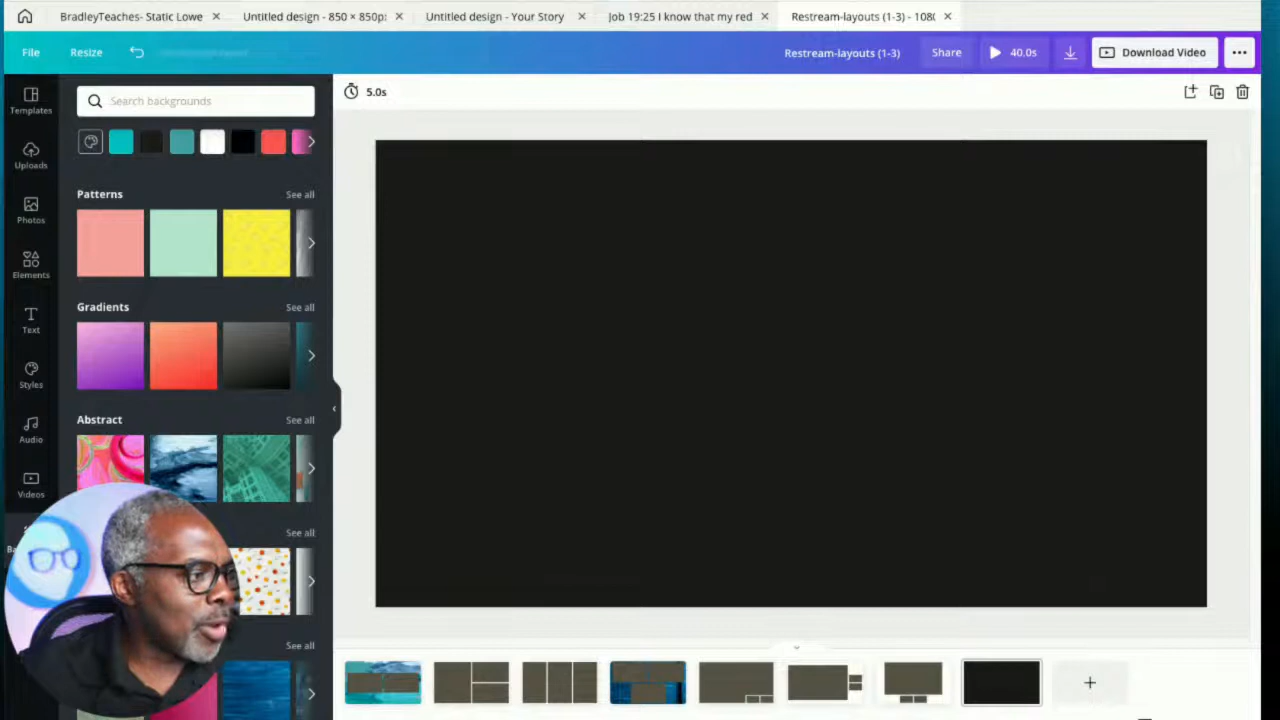 BradleyTeaches- Static Lowe
Untitled design - 850 × 850p:
Untitled design - Your Story
Job 19:25 I know that my red
Restream-layouts (1-3) - 108(
File
Resize
Restream-layouts (1-3)
Share
40.0s
Download Video
Templates
Uploads
Photos
Elements
Text
Styles
Audio
Videos
Search backgrounds
5.0s
Patterns
See all
Gradients
See all
Abstract
See all
See all
See all